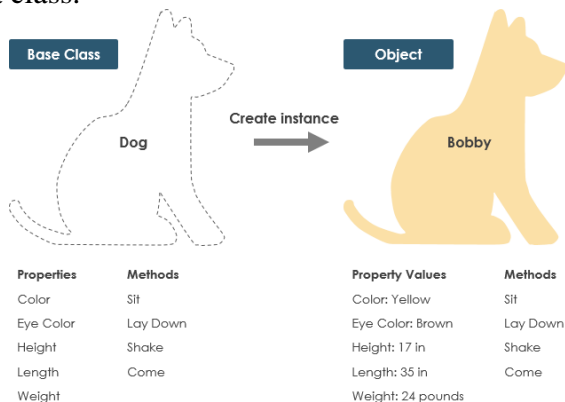 class.
Base Class
Object
Create instance
Dog
Bobby
Properties Methods
Color Sit
Eye Color Lay Down
Height Shake
Length Come
Weight
Property Values Methods
Color: Yellow Sit
Eye Color: Brown Lay Down
Height: 17 in Shake
Length: 35 in Come
Weight: 24 pounds